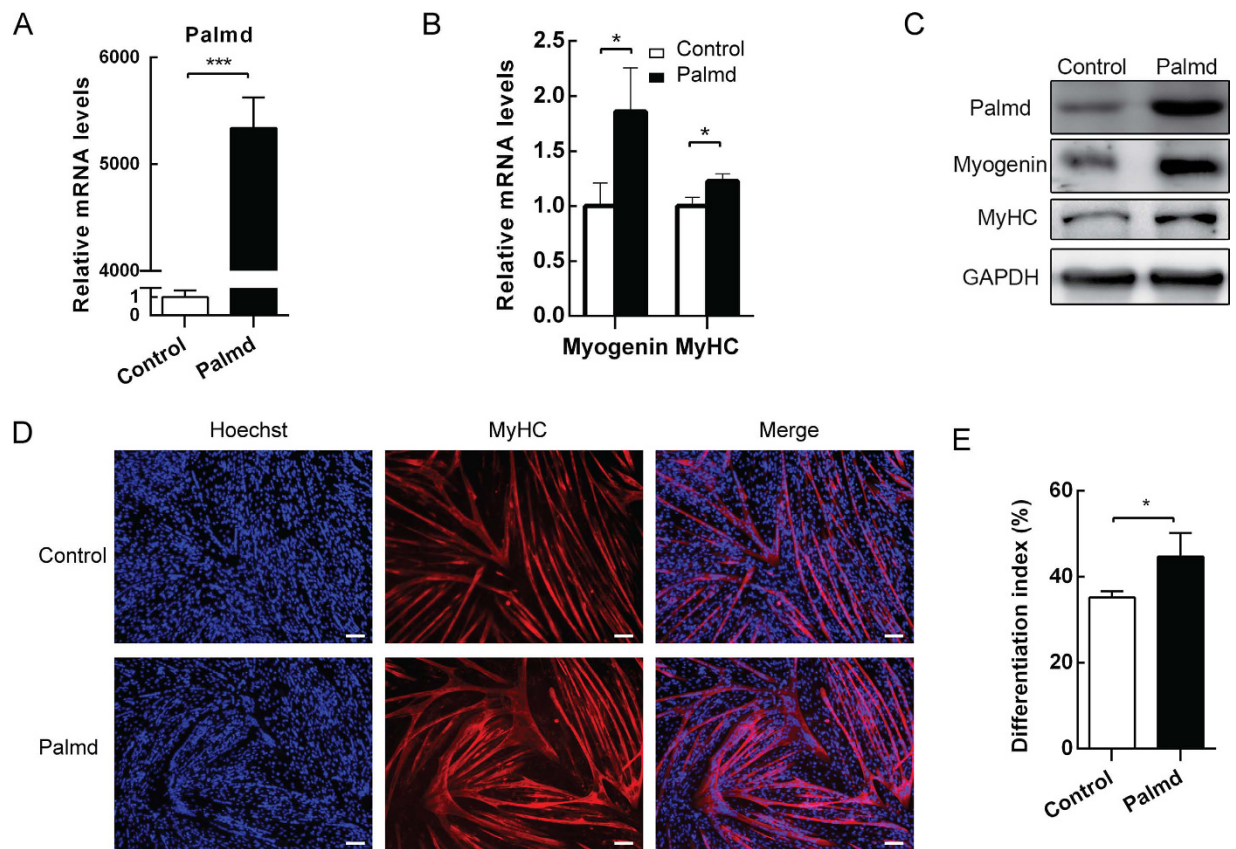 A
Palmd
***
Relative mRNA levels
6000
5000
4000
1
0
Control
Palmd
B
Relative mRNA levels
2.5
2.0
1.5
1.0
0.5
0.0
*
*
Control
Palmd
Myogenin MyHC
C
Control Palmd
Palmd
Myogenin
MyHC
GAPDH
D
Hoechst MyHC Merge
Control
Palmd
E
Differentiation index (%)
60
40
20
0
*
Control
Palmd